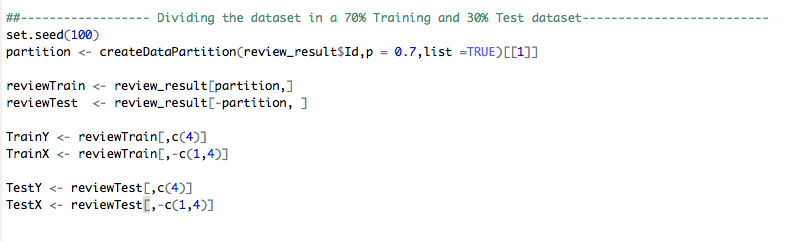 ##------------------ Dividing the dataset in a 70% Training and 30% Test dataset--------------------------
set.seed(100)
partition <- createDataPartition(review_result$Id,p = 0.7,list =TRUE)[[1]]
reviewTrain <- review_result[partition,]
reviewTest  <- review_result[-partition, ]
TrainY <- reviewTrain[,c(4)]
TrainX <- reviewTrain[,-c(1,4)]
TestY <- reviewTest[,c(4)]
TestX <- reviewTest[,-c(1,4)]